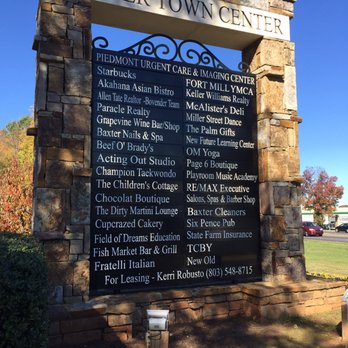 TOWN CENTER
PIEDMONT URGENT CARE & IMAGING CENTER
Starbucks
Akahana Asian Bistro
Allen Tate Realtor -Bovender Team
Paracle Realty
Grapevine Wine Bar/Shop
Baxter Nails & Spa
Beef O' Brady's
Acting Out Studio
Champion Taekwondo
The Children's Cottage
Chocolat Boutique
The Dirty Martini Lounge
Cuprazed Cakery
Field of Dreams Education
Fish Market Bar & Grill
Fratelli Italian
FORT MILL YMCA
Keller Williams Realty
McAlister's Deli
Miller Street Dance
The Palm Gifts
New Future Learning Center
OM Yoga
Page 6 Boutique
Playroom Music Academy
RE/MAX Executive
Salons, Spas & Barber Shop
Baxter Cleaners
Six Pence Pub
State Farm Insurance
TCBY
New Old
For Leasing - Kerri Robusto (803) 548-8715